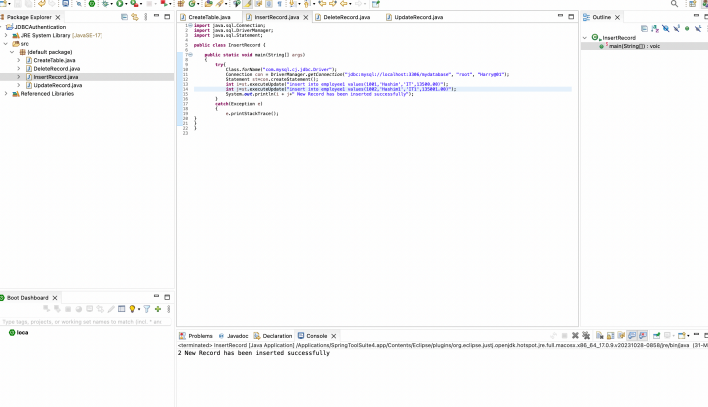 Package Explorer
JDBCAuthentication
JRE System Library [JavaSE-17]
src
(default package)
CreateTable.java
DeleteRecord.java
InsertRecord.java
UpdateRecord.java
Referenced Libraries
Boot Dashboard
Type tags, projects, or working set names to match (incl. * and
loca
CreateTable.java InsertRecord.java DeleteRecord.java UpdateRecord.java
1 import java.sql.Connection;
2 import java.sql.DriverManager;
3 import java.sql.Statement;
4
5 public class InsertRecord {
6
7 public static void main(String[] args)
8 {
9 try{
10 Class.forName("com.mysql.cj.jdbc.Driver");
11 Connection con = DriverManager.getConnection("jdbc:mysql://localhost:3306/mydatabase", "root", "Harry@01");
12 Statement st=con.createStatement();
13 int i=st.executeUpdate("insert into employee1 values(1001,'Hashim','IT',13500.00)");
14 int j=st.executeUpdate("insert into employee1 values(1002,'Hashim1','IT1',135001.00)");
15 System.out.println(i + j+" New Record has been inserted successfully");
16 }
17 catch(Exception e)
18 {
19 e.printStackTrace();
20 }
21 }
22 }
23
Problems Javadoc Declaration Console
<terminated> InsertRecord [Java Application] /Applications/SpringToolSuite4.app/Contents/Eclipse/plugins/org.eclipse.justj.openjdk.hotspot.jre.full.macosx.x86_64_17.0.9.v20231028-0858/jre/bin/java (31-M
2 New Record has been inserted successfully
Outline
InsertRecord
main(String[]) : voic